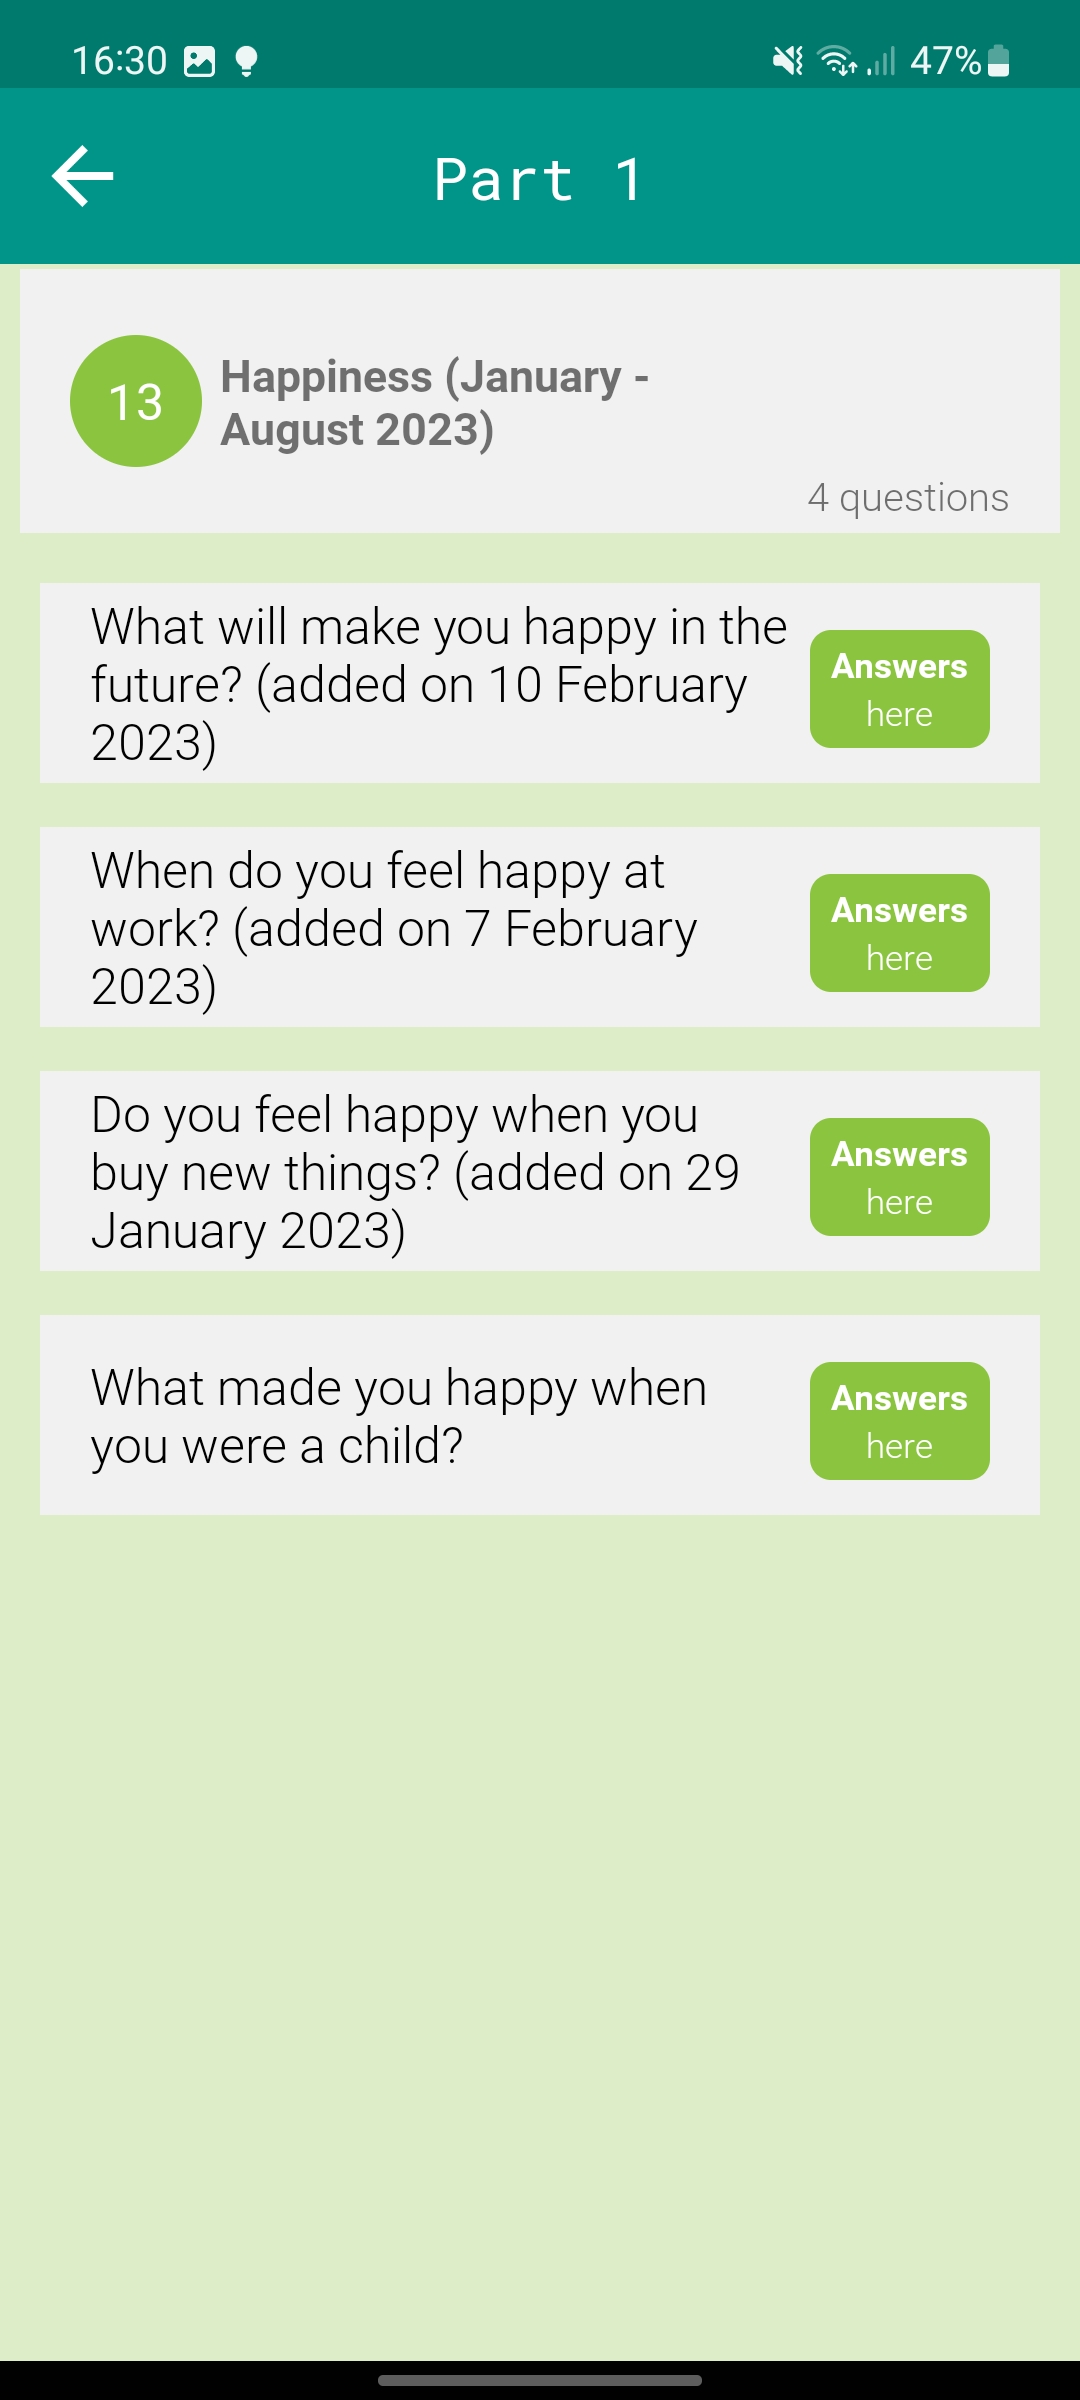 16:30
47%
Part 1
13
Happiness (January -
August 2023)
4 questions
What will make you happy in the
future? (added on 10 February
2023)
Answers
here
When do you feel happy at
work? (added on 7 February
2023)
Answers
here
Do you feel happy when you
buy new things? (added on 29
January 2023)
Answers
here
What made you happy when
you were a child?
Answers
here